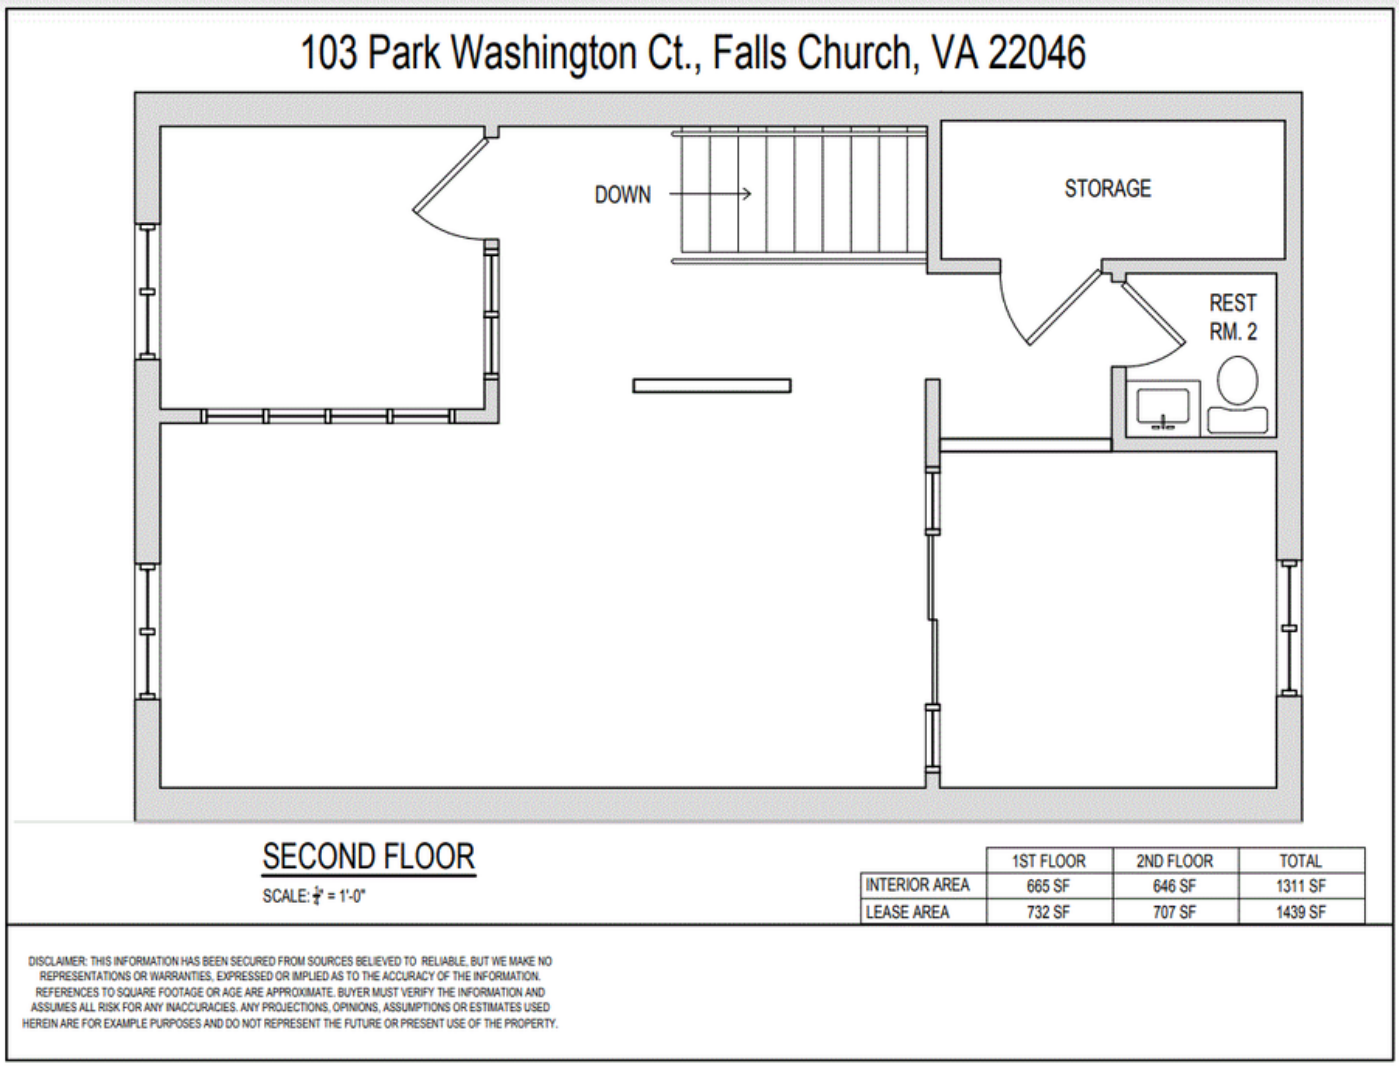 103 Park Washington Ct., Falls Church, VA 22046
DOWN
STORAGE
REST
RM. 2
SECOND FLOOR
SCALE: = 1'-0"
1ST FLOOR 2ND FLOOR TOTAL
INTERIOR AREA 665 SF 646 SF 1311 SF
LEASE AREA 732 SF 707 SF 1439 SF
DISCLAIMER: THIS INFORMATION HAS BEEN SECURED FROM SOURCES BELIEVED TO RELIABLE, BUT WE MAKE NO
REPRESENTATIONS OR WARRANTIES, EXPRESSED OR IMPLIED AS TO THE ACCURACY OF THE INFORMATION.
REFERENCES TO SQUARE FOOTAGE OR AGE ARE APPROXIMATE. BUYER MUST VERIFY THE INFORMATION AND
ASSUMES ALL RISK FOR ANY INACCURACIES. ANY PROJECTIONS, OPINIONS, ASSUMPTIONS OR ESTIMATES USED
HEREIN ARE FOR EXAMPLE PURPOSES AND DO NOT REPRESENT THE FUTURE OR PRESENT USE OF THE PROPERTY.